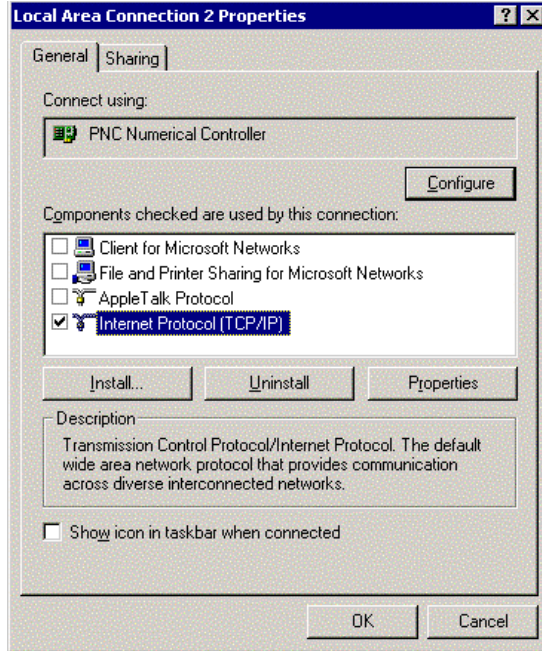 Local Area Connection 2 Properties
General Sharing
Connect using:
PNC Numerical Controller
Configure
Components checked are used by this connection:
Client for Microsoft Networks
File and Printer Sharing for Microsoft Networks
AppleTalk Protocol
Internet Protocol (TCP/IP)
Install... Uninstall Properties
Description
Transmission Control Protocol/Internet Protocol. The default
wide area network protocol that provides communication
across diverse interconnected networks.
Show icon in taskbar when connected
OK Cancel